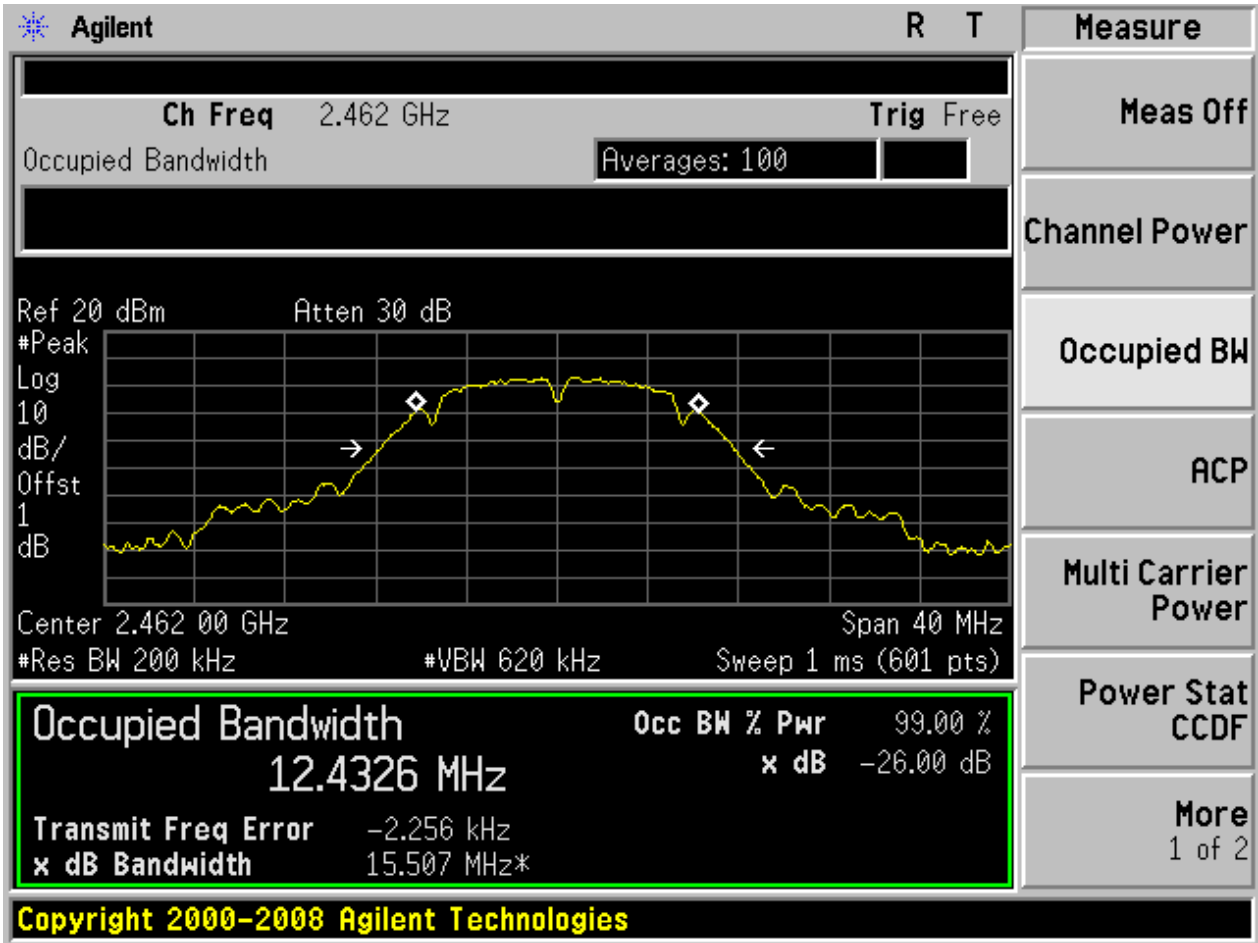 Agilent R T
Measure
Ch Freq 2.462 GHz Trig Free
Occupied Bandwidth Averages: 100
Ref 20 dBm Atten 30 dB
#Peak
Log
10
dB/
Offst
1
dB
Center 2.462 00 GHz Span 40 MHz
#Res BW 200 kHz #VBW 620 kHz Sweep 1 ms (601 pts)
Occupied Bandwidth
12.4326 MHz
Occ BW % Pwr 99.00 %
x dB -26.00 dB
Transmit Freq Error -2.256 kHz
x dB Bandwidth 15.507 MHz*
Meas Off
Channel Power
Occupied BW
ACP
Multi Carrier
Power
Power Stat
CCDF
More
1 of 2
Copyright 2000-2008 Agilent Technologies